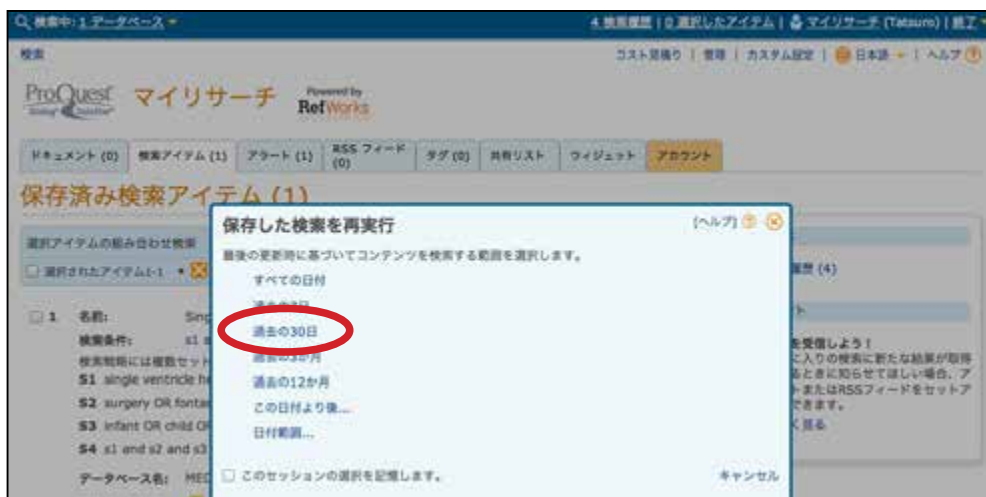 検索中: 1 データベース
4 検索履歴 | 0 選択したアイテム | マイリサーチ (Tatsuro) | 終了
検索
コスト見積り | 管理 | カスタム設定 | 日本語 | ヘルプ
ProQuest マイリサーチ Powered by RefWorks
ドキュメント (0) 検索アイテム (1) アラート (1) RSS フィード (0) タグ (0) 共有リスト ウィジェット アカウント
保存済み検索アイテム (1)
選択アイテムの組み合わせ検索
選択されたアイテム1-1
1 名前: Sing
検索条件: s1 a
検索戦略には複数セット
S1 single ventricle he
S2 surgery OR fontan
S3 infant OR child OR
S4 s1 and s2 and s3
データベース名: MED
保存した検索を再実行
[ヘルプ]
最後の更新時に基づいてコンテンツを検索する範囲を選択します。
すべての日付
過去の30日
過去の3か月
過去の12か月
この日付より後...
日付範囲...
このセッションの選択を記憶します。
キャンセル
履歴 (4)
ト
を受信しよう!
に入りの検索に新たな結果が取得
るときに知らせてほしい場合、ア
トまたはRSSフィードをセットア
できます。
く見る